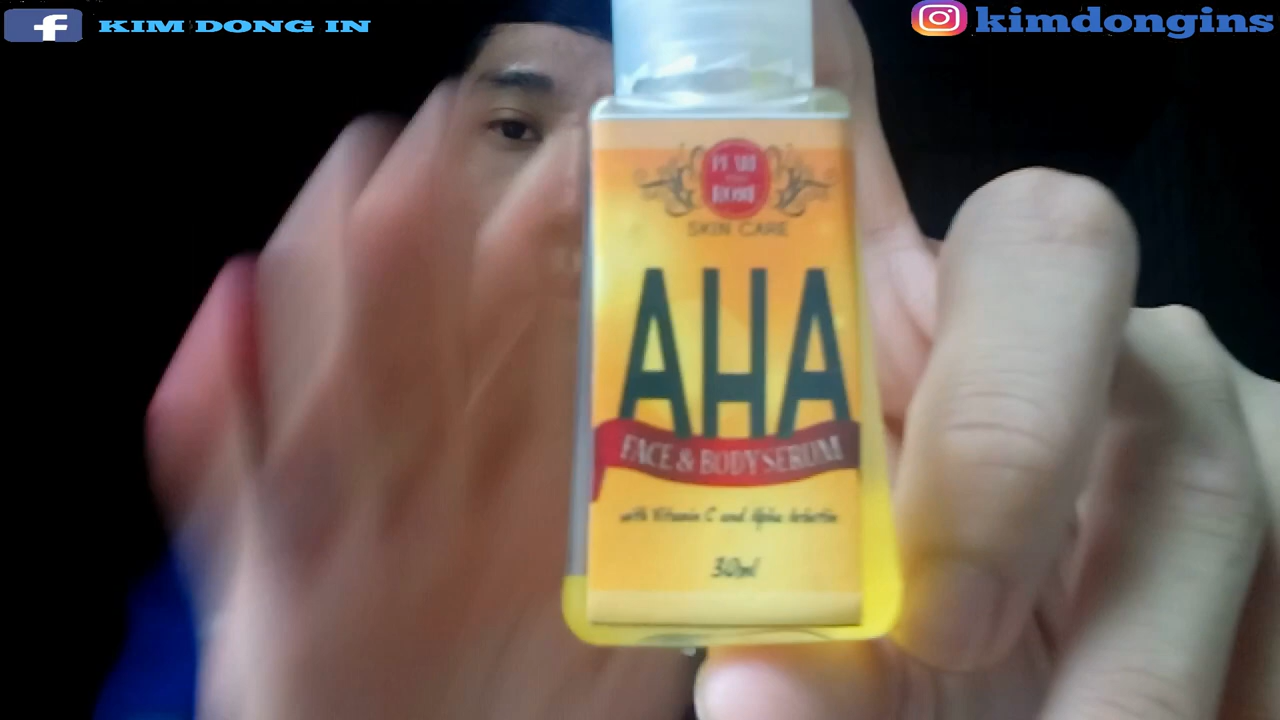 KIM DONG IN
kimdongins
SKIN CARE
AHA
FACE & BODY SERUM
with Vitamin C and Alpha Arbutin
30ml